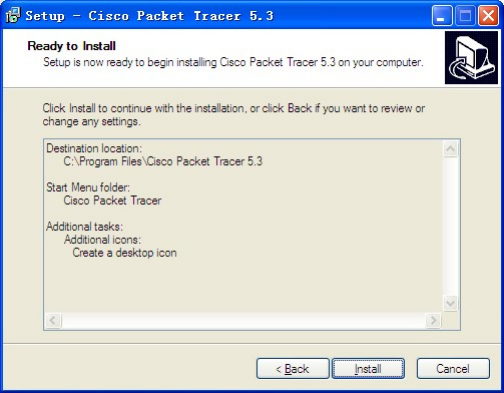 Setup - Cisco Packet Tracer 5.3
Ready to Install
Setup is now ready to begin installing Cisco Packet Tracer 5.3 on your computer.
Click Install to continue with the installation, or click Back if you want to review or
change any settings.
Destination location:
C:\Program Files\Cisco Packet Tracer 5.3
Start Menu folder:
Cisco Packet Tracer
Additional tasks:
Additional icons:
Create a desktop icon
< Back
Install
Cancel